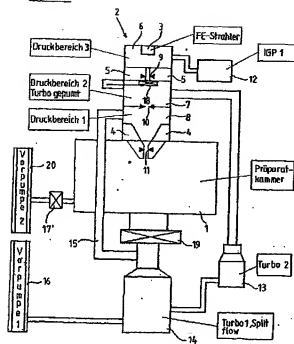 2
6
3
FE-Strahler
Druckbereich 3
9
IGP 1
12
5
5
Druckbereich 2
Turbo gepumpt
18
7
10
8
Druckbereich 1
4
4
11
20
Vorpumpe 2
17'
Präparat-
kammer
1
15
19
16
Vorpumpe 1
Turbo 2
13
14
Turbo1, Split
flow